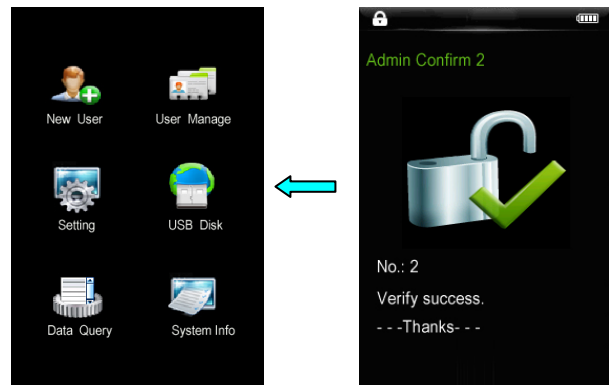 New User
User Manage
Setting
USB Disk
Data Query
System Info
Admin Confirm 2
No.: 2
Verify success.
- - -Thanks- - -